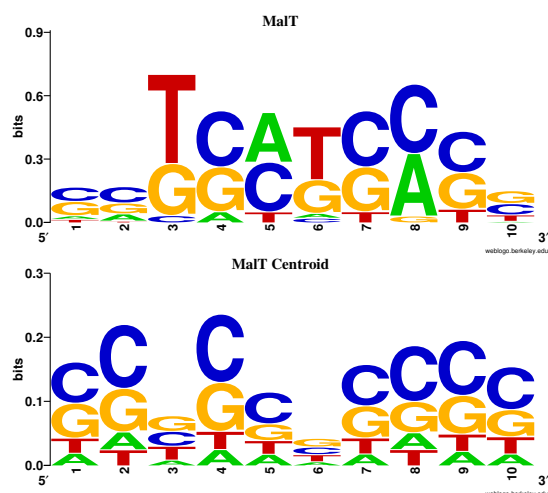 MalT
0.9
0.6
bits
0.3
0.0
C C T C A T C C C G
G G G G C G G A G C
A A C A T A T G T T
T C
5′ 1 2 3 4 5 6 7 8 9 10 3′
weblogo.berkeley.edu
MalT Centroid
0.3
0.2
bits
0.1
0.0
C C G C C G C C C C
G G C G G C G G G G
T A T T T T T A T T
A T A A A A A T A A
5′ 1 2 3 4 5 6 7 8 9 10 3′